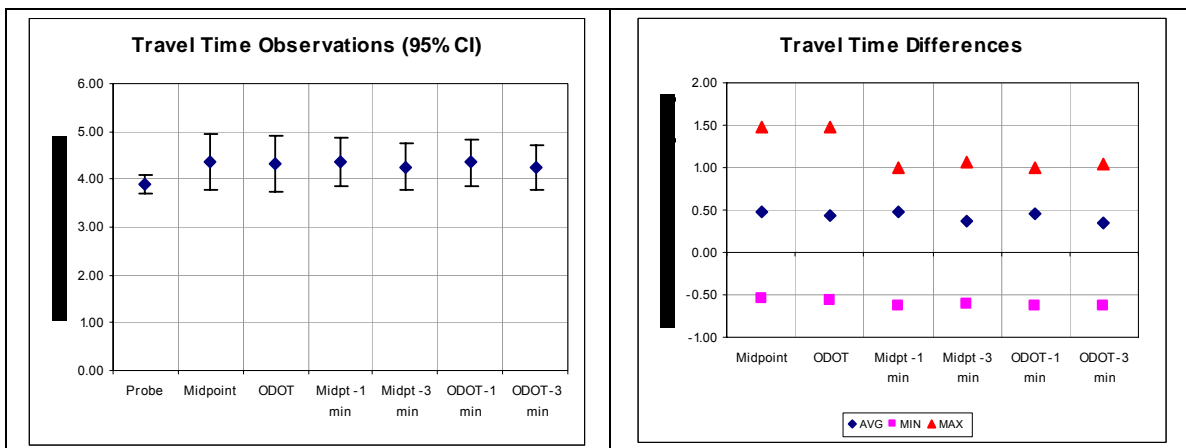 Travel Time Observations (95% CI)
6.00
5.00
4.00
3.00
2.00
1.00
0.00
Probe Midpoint ODOT Midpt -1 Midpt -3 ODOT-1 ODOT-3
min min min min
Travel Time Differences
2.00
1.50
1.00
0.50
0.00
-0.50
-1.00
Midpoint ODOT Midpt -1 Midpt -3 ODOT-1 ODOT-3
min min min min
AVG MIN MAX